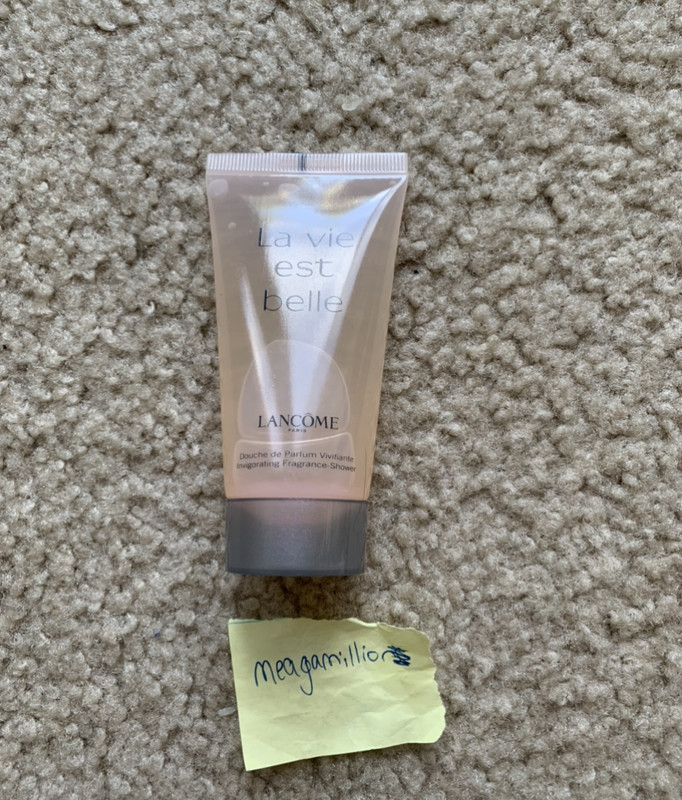 La vie
est
belle
LANCÔME
PARIS
Douche de Parfum Vivifiante
Invigorating Fragrance-Shower
meagamillion